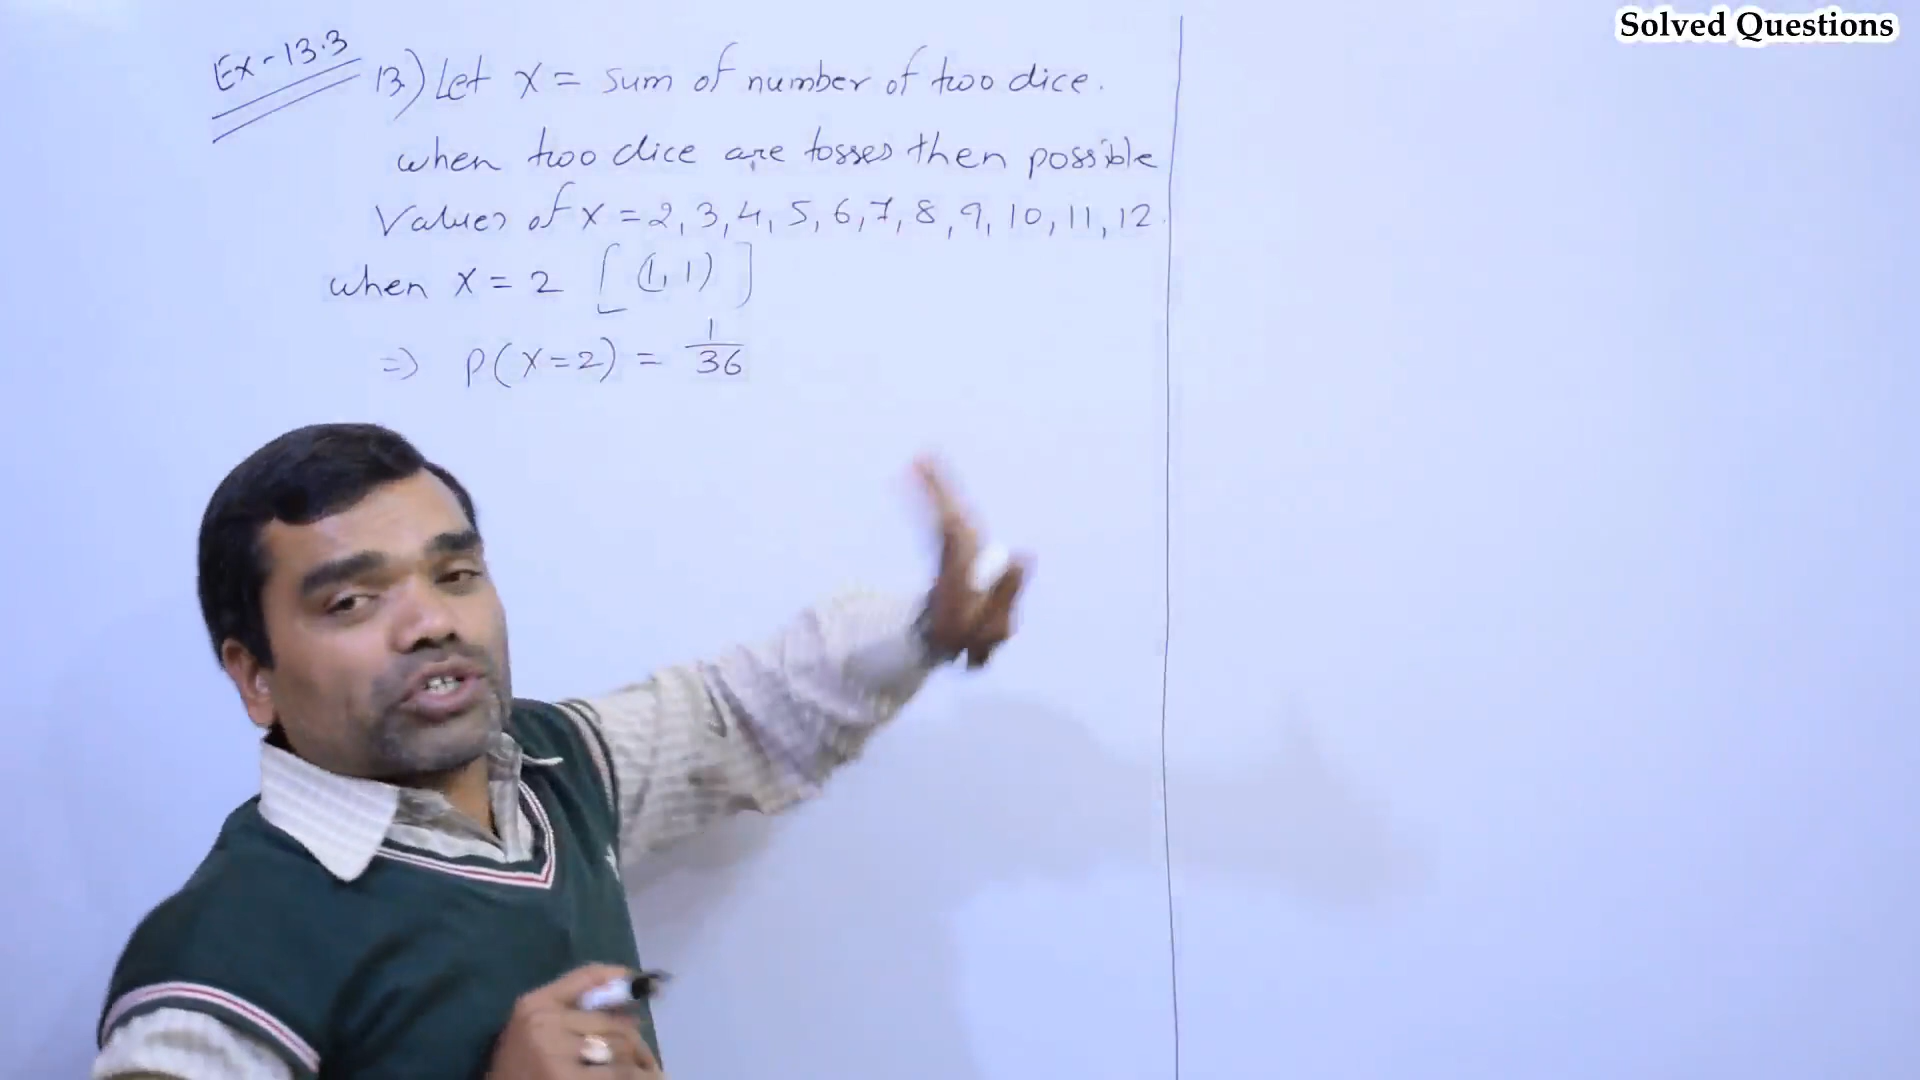 Solved Questions
Ex - 13.3
13.) Let X = sum of number of two dice.
when two dice are tosses then possible
Values of X = 2, 3, 4, 5, 6, 7, 8, 9, 10, 11, 12.
when X = 2 [(1, 1)]
=> P(X=2) = 1/36